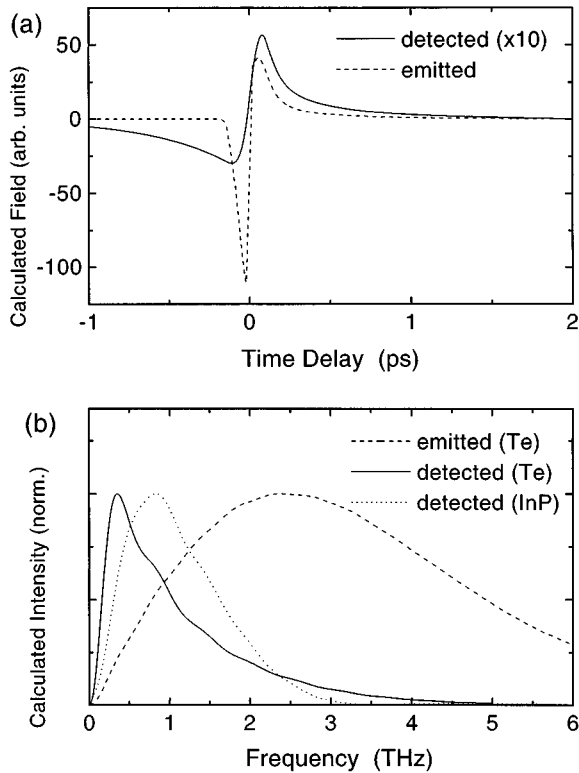 (a)
detected (x10)
emitted
Calculated Field (arb. units)
50
0
-50
-100
-1
0
1
2
Time Delay (ps)
(b)
emitted (Te)
detected (Te)
detected (InP)
Calculated Intensity (norm.)
0
1
2
3
4
5
6
Frequency (THz)